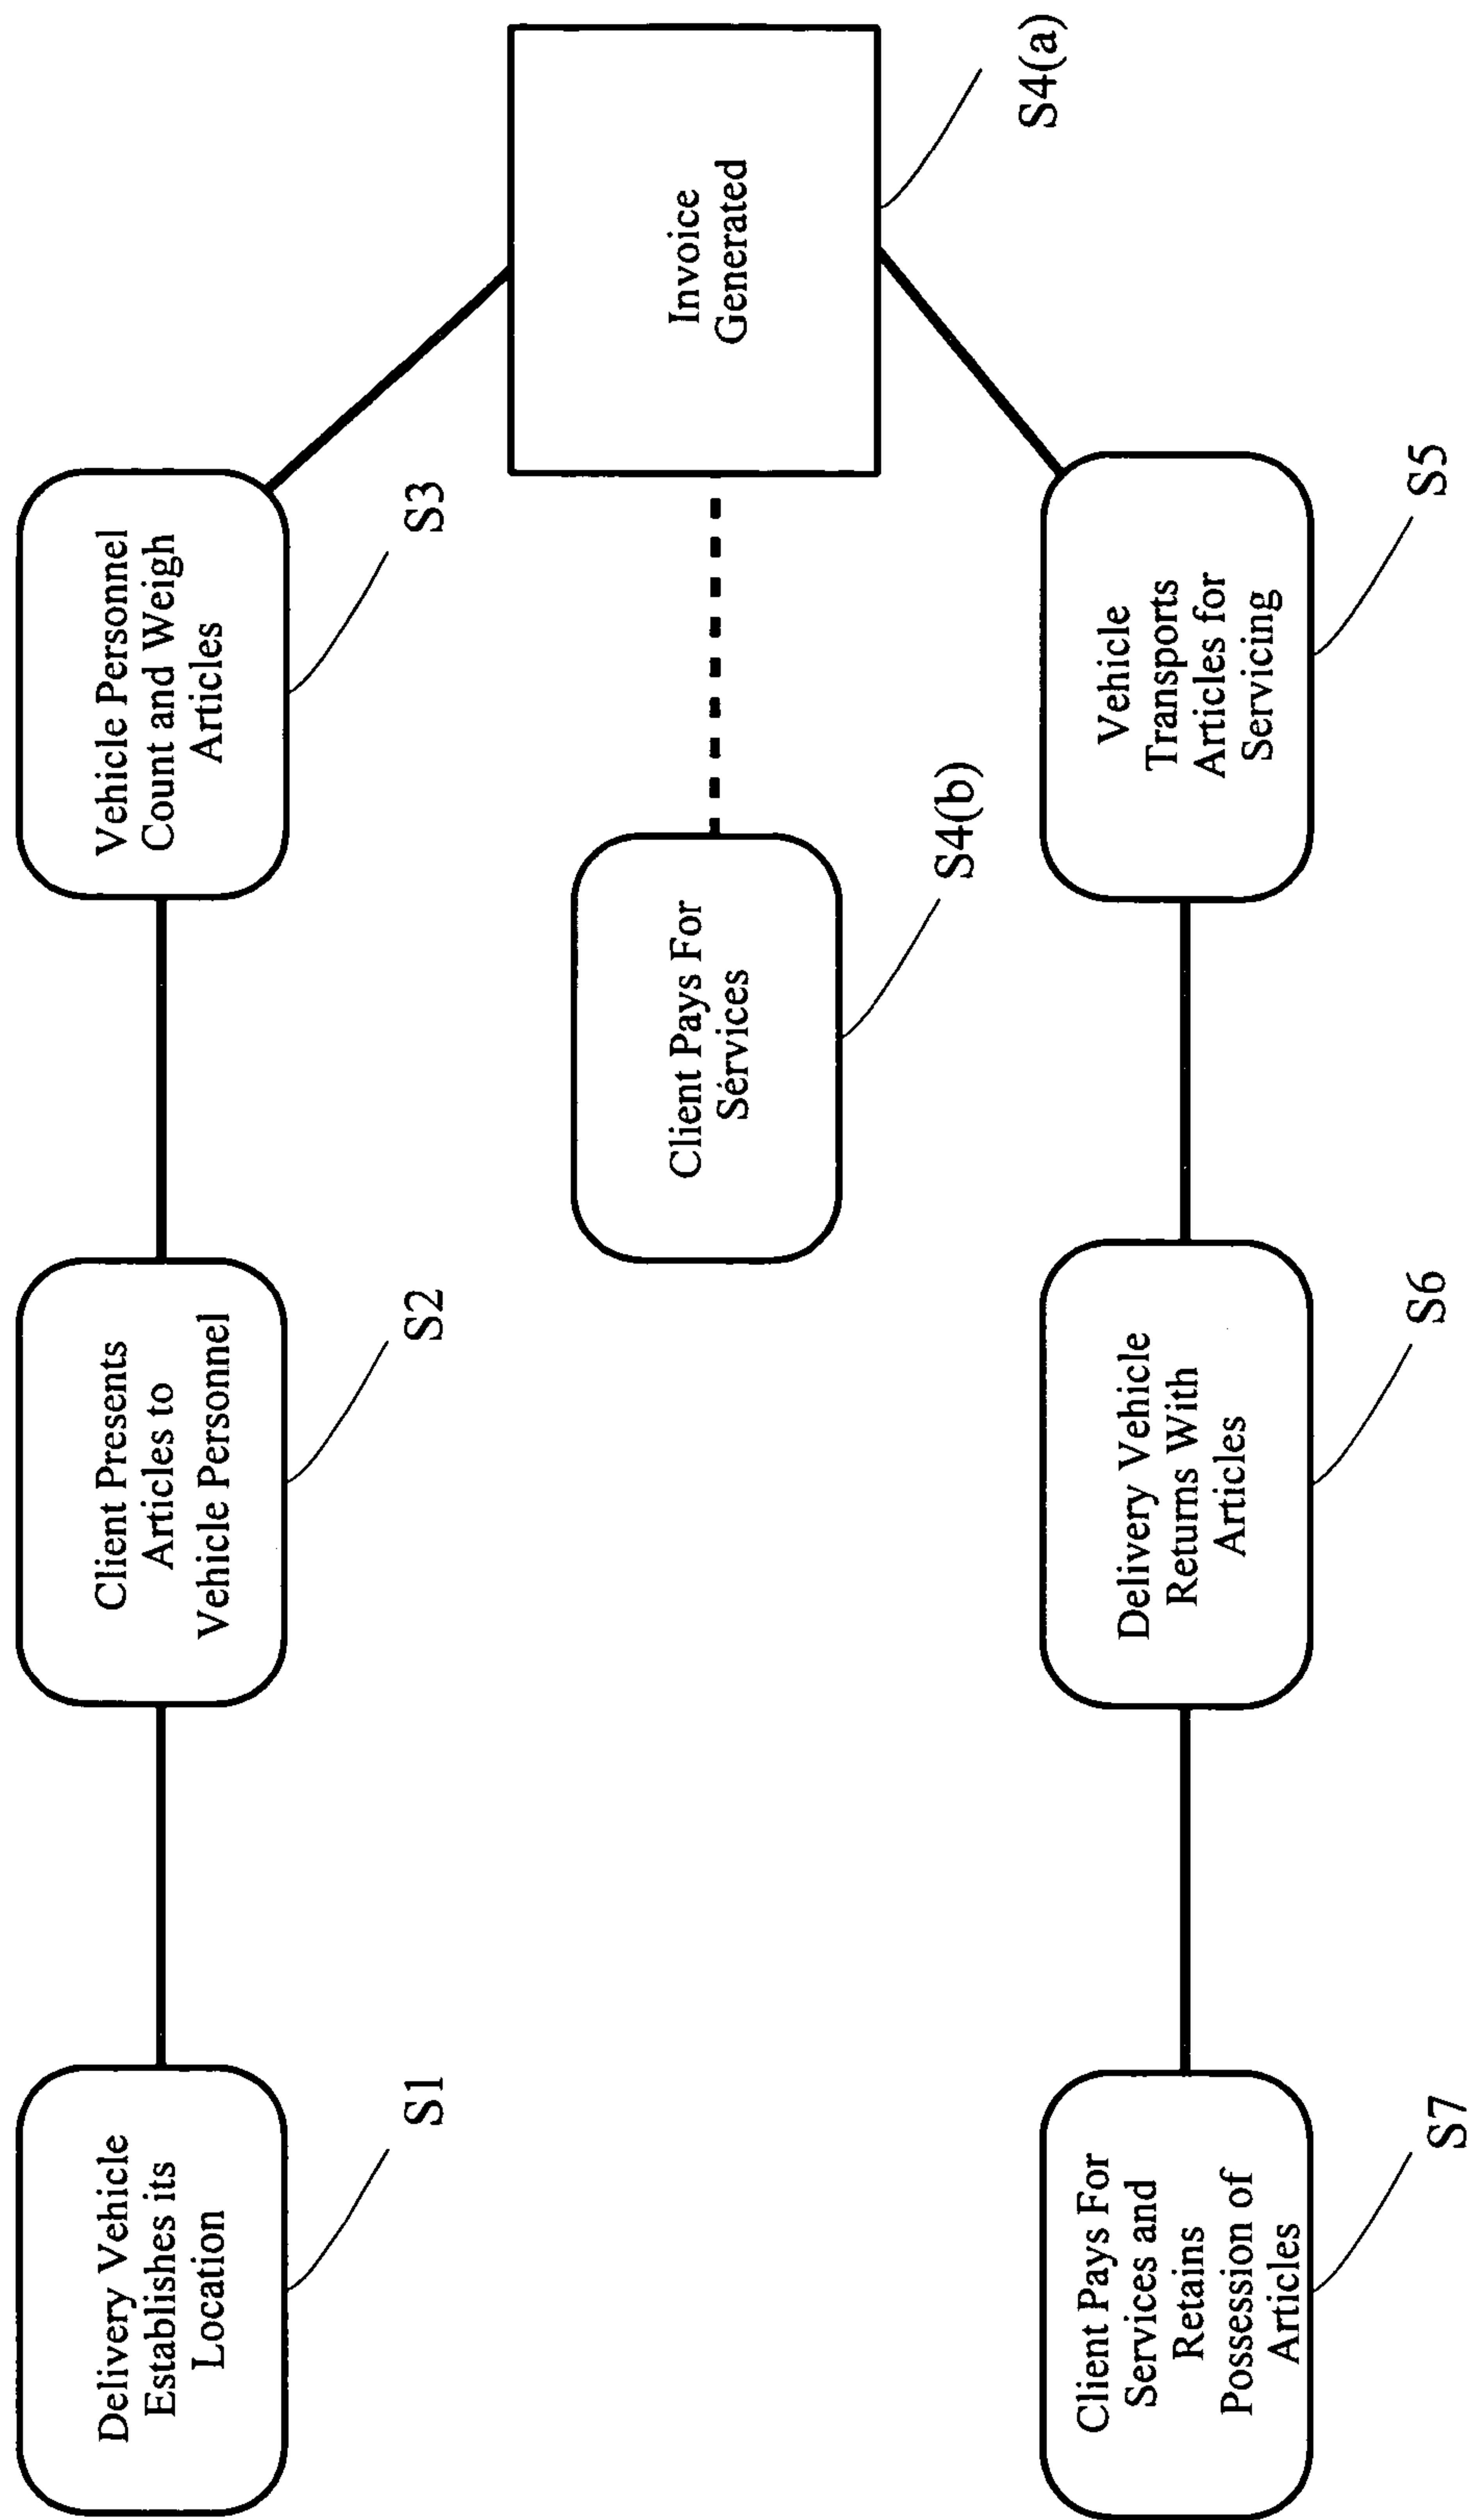 Delivery Vehicle
Establishes its
Location
S1
Client Presents
Articles to
Vehicle Personnel
S2
Vehicle Personnel
Count and Weigh
Articles
S3
Invoice
Generated
S4(a)
Client Pays For
Services
S4(b)
Vehicle
Transports
Articles for
Servicing
S5
Delivery Vehicle
Returns With
Articles
S6
Client Pays For
Services and
Retains
Possession of
Articles
S7